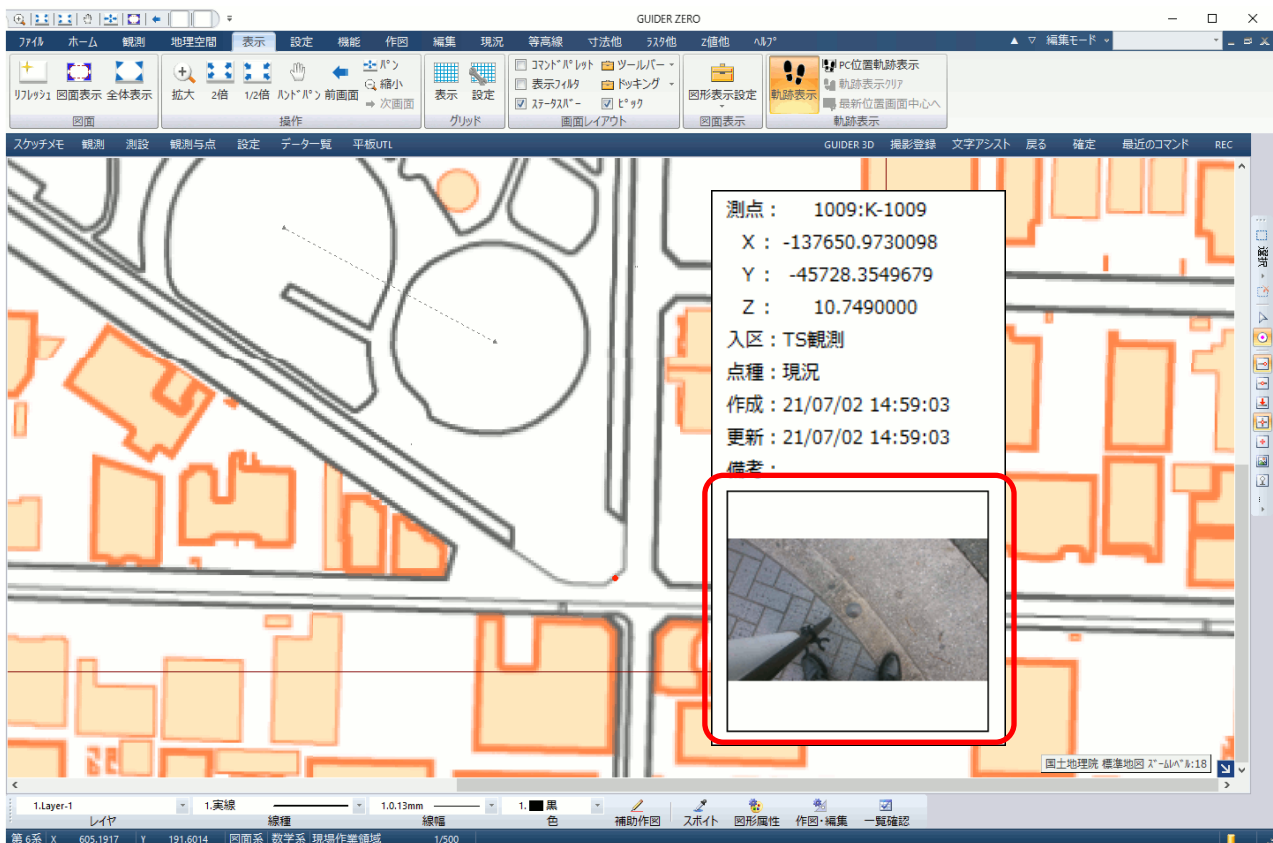 GUIDER ZERO
ﾌｧｲﾙ ホーム 観測 地理空間 表示 設定 機能 作図 編集 現況 等高線 寸法他 ﾗｽﾀ他 Z値他 ﾍﾙﾌﾟ 編集モード
ﾘﾌﾚｯｼｭ 図面表示 全体表示
図面
拡大 2倍 1/2倍 ﾊﾝﾄﾞﾊﾟﾝ 前画面
パン
縮小
次画面
操作
表示 設定
グリッド
ｺﾏﾝﾄﾞﾊﾟﾚｯﾄ ツールバー
表示ﾌｨﾙﾀ ドッキング
ｽﾃｰﾀｽﾊﾞｰ ピック
画面レイアウト
図形表示設定
図面表示
軌跡表示
PC位置軌跡表示
軌跡表示ｸﾘｱ
最新位置画面中心へ
軌跡表示
スケッチメモ 観測 測設 観測与点 設定 データ一覧 平板UTL GUIDER 3D 撮影登録 文字アシスト 戻る 確定 最近のコマンド REC
選択
測点： 1009:K-1009
X： -137650.9730098
Y： -45728.3549679
Z： 10.7490000
入区：TS観測
点種：現況
作成：21/07/02 14:59:03
更新：21/07/02 14:59:03
備考：
国土地理院 標準地図 ｽﾞｰﾑﾚﾍﾞﾙ:18
1.Layer-1 1.実線 1.0.13mm 1. 黒
レイヤ 線種 線幅 色 補助作図 スポイト 図形属性 作図・編集 一覧確認
第 6系 X 605.1917 Y 191.6014 図面系 数学系 現場作業領域 1/500